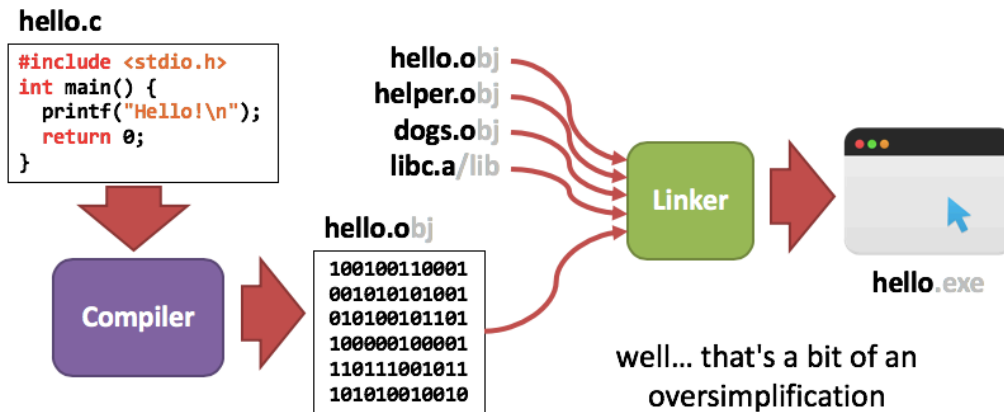 hello.c
#include <stdio.h>
int main() {
  printf("Hello!\n");
  return 0;
}
Compiler
hello.obj
100100110001
001010101001
010100101101
100000100001
110111001011
101010010010
hello.obj
helper.obj
dogs.obj
libc.a/lib
Linker
hello.exe
well... that's a bit of an
oversimplification